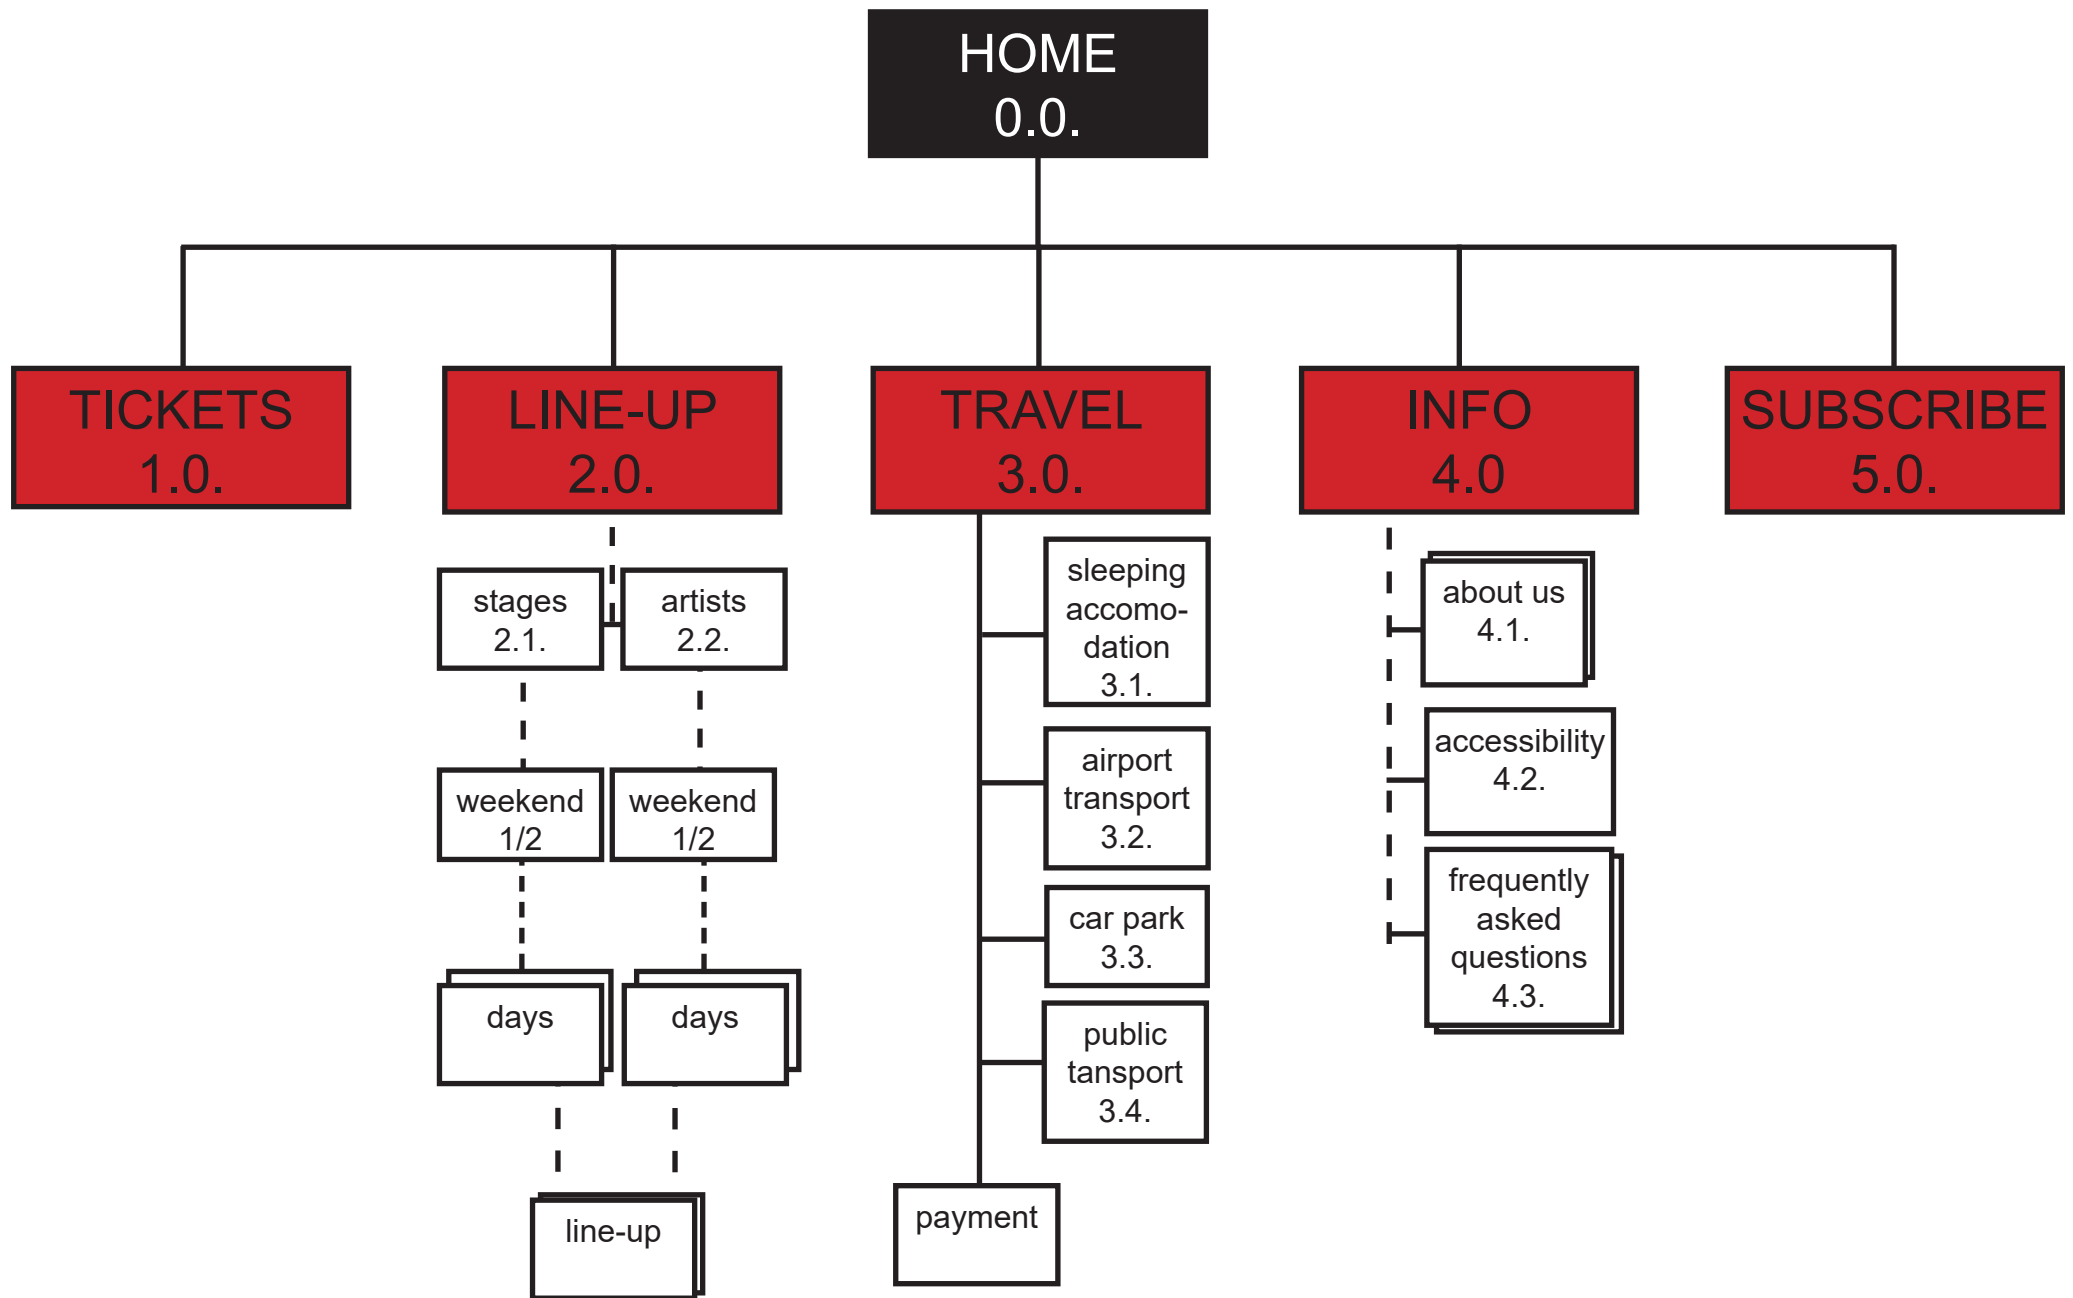 HOME
0.0.
TICKETS
1.0.
LINE-UP
2.0.
TRAVEL
3.0.
INFO
4.0
SUBSCRIBE
5.0.
stages
2.1.
artists
2.2.
weekend
1/2
weekend
1/2
days
days
line-up
sleeping
accomo-
dation
3.1.
airport
transport
3.2.
car park
3.3.
public
tansport
3.4.
payment
about us
4.1.
accessibility
4.2.
frequently
asked
questions
4.3.